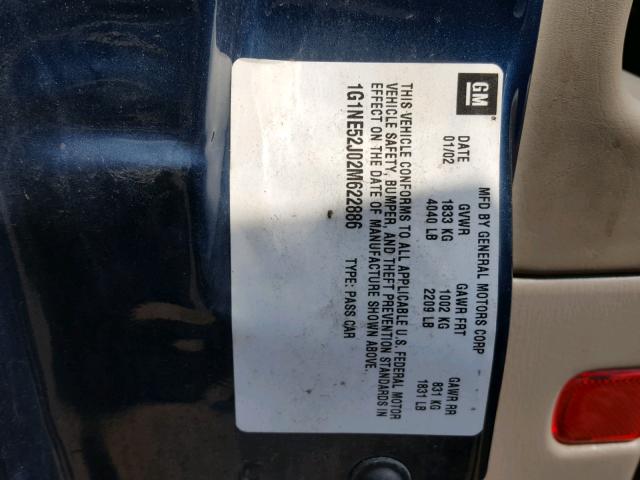 GM
MFD BY GENERAL MOTORS CORP
DATE GVWR GAWR FRT GAWR RR
01/02 1833 KG 1002 KG 831 KG
4040 LB 2209 LB 1831 LB
THIS VEHICLE CONFORMS TO ALL APPLICABLE U.S. FEDERAL MOTOR
VEHICLE SAFETY, BUMPER, AND THEFT PREVENTION STANDARDS IN
EFFECT ON THE DATE OF MANUFACTURE SHOWN ABOVE.
1G1NE52J02M622886 TYPE: PASS CAR